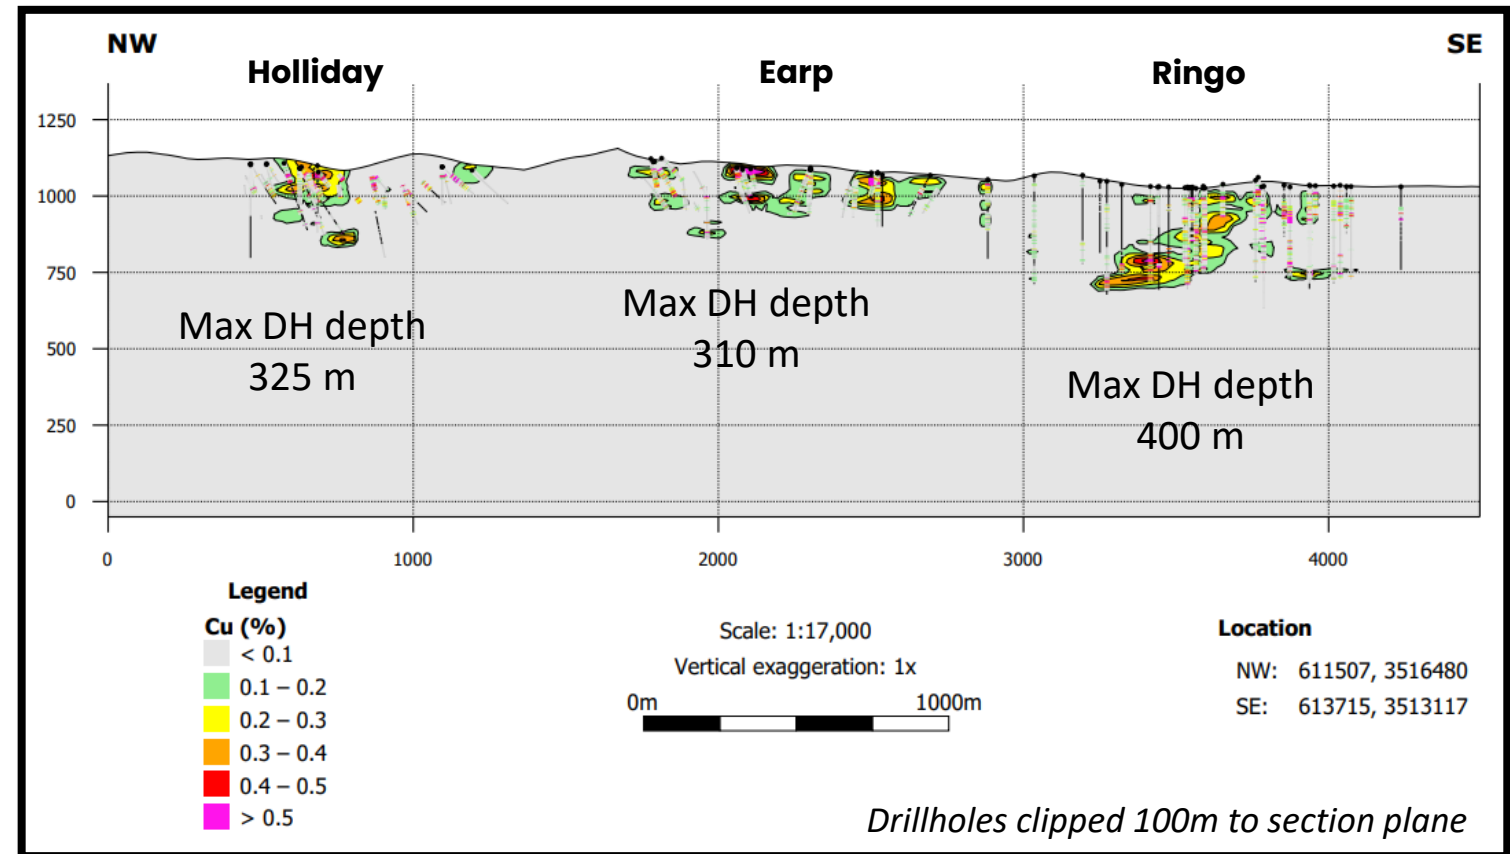 NW
SE
Holliday
Earp
Ringo
1250
1000
750
500
250
0
Max DH depth
325 m
Max DH depth
310 m
Max DH depth
400 m
0
1000
2000
3000
4000
Legend
Cu (%)
< 0.1
0.1 – 0.2
0.2 – 0.3
0.3 – 0.4
0.4 – 0.5
> 0.5
Scale: 1:17,000
Vertical exaggeration: 1x
0m 1000m
Location
NW: 611507, 3516480
SE: 613715, 3513117
Drillholes clipped 100m to section plane